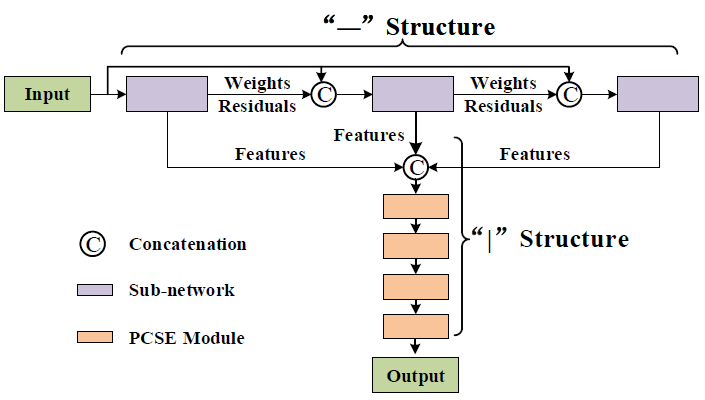 “—” Structure
Input
Weights
Residuals
C
Weights
Residuals
C
Features
Features
C
Features
“|” Structure
C Concatenation
Sub-network
PCSE Module
Output